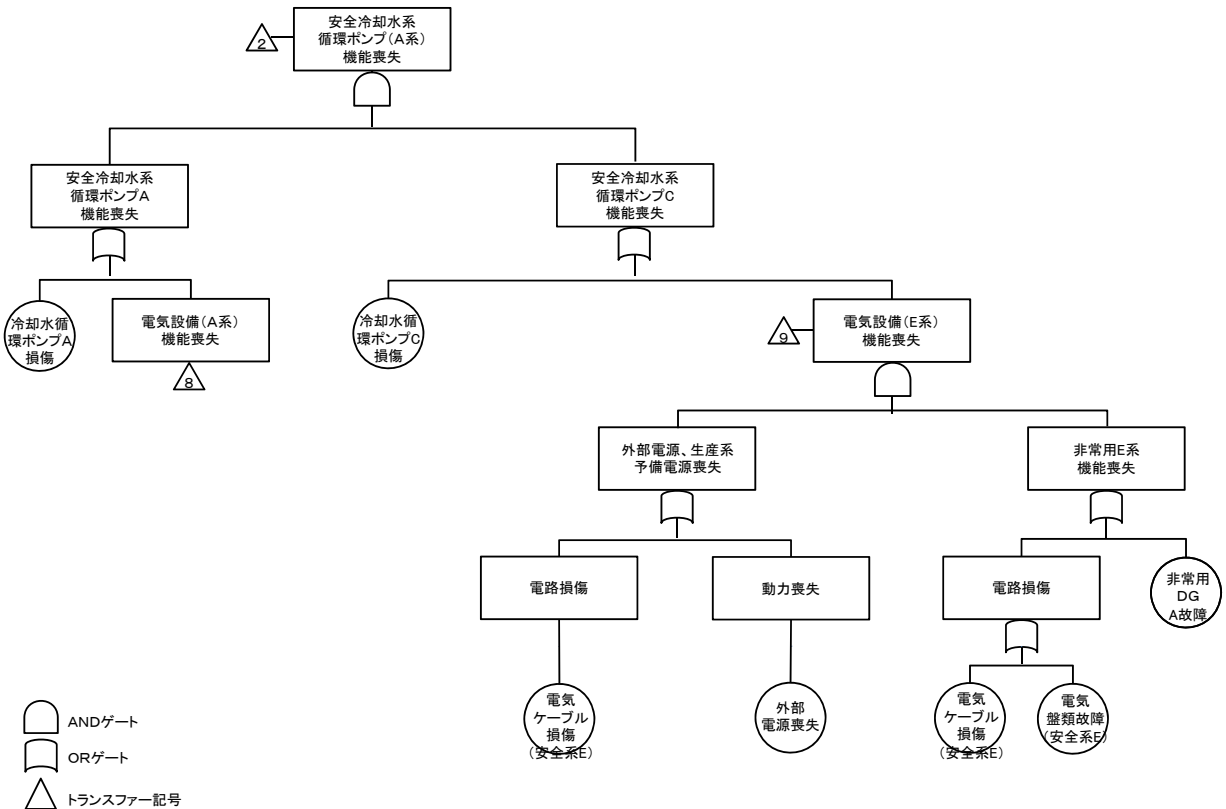 安全冷却水系
循環ポンプ(A系)
機能喪失
2
安全冷却水系
循環ポンプA
機能喪失
安全冷却水系
循環ポンプC
機能喪失
冷却水循
環ポンプA
損傷
電気設備(A系)
機能喪失
8
冷却水循
環ポンプC
損傷
9
電気設備(E系)
機能喪失
外部電源、生産系
予備電源喪失
非常用E系
機能喪失
電路損傷
動力喪失
電路損傷
非常用
DG
A故障
電気
ケーブル
損傷
(安全系E)
外部
電源喪失
電気
ケーブル
損傷
(安全系E)
電気
盤類故障
(安全系E)
ANDゲート
ORゲート
トランスファー記号